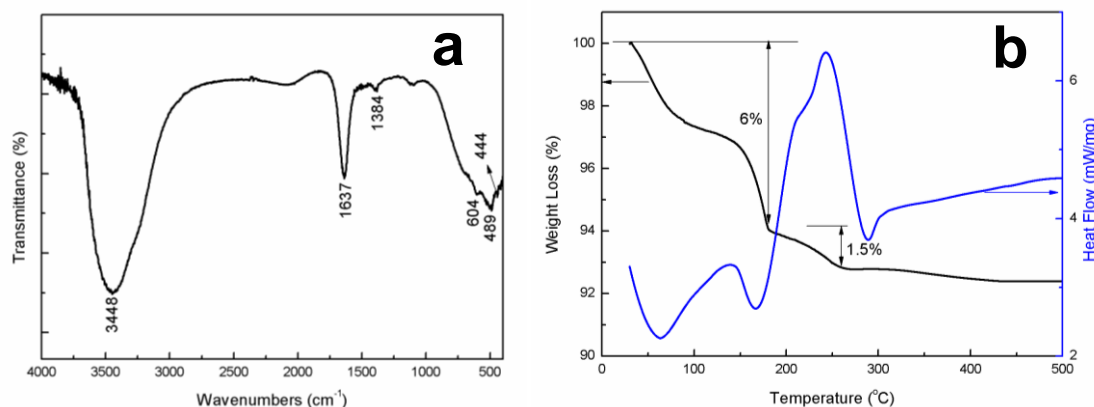 a
Transmittance (%)
3448
1637
1384
604
489
444
4000 3500 3000 2500 2000 1500 1000 500
Wavenumbers (cm⁻¹)
b
Weight Loss (%)
100
98
96
94
92
90
6%
1.5%
6
4
2
Heat Flow (mW/mg)
0 100 200 300 400 500
Temperature (°C)